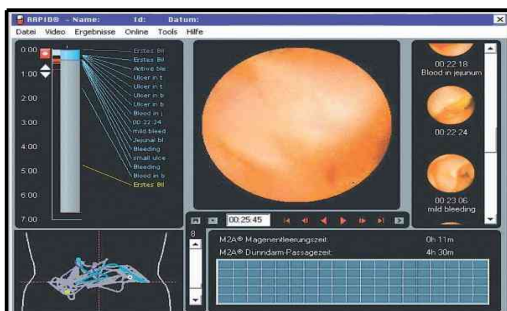 RAPID® - Name: Id: Datum:
Datei Video Ergebnisse Online Tools Hilfe
0:00
1:00
2:00
3:00
4:00
5:00
6:00
7:00
Erstes Bil
Erstes Bil
Active ble
Ulcer in t
Ulcer in t
Ulcer in b
Ulcer in b
Blood in j
00:22:24
mild bleed
Jejunal bl
Bleeding
small ulce
Bleeding
Blood in b
Erstes Bil
00:22:18
Blood in jejunum
00:22:24
00:23:06
mild bleeding
00:25:45
8
M2A® Magenentleerungszeit: 0h 11m
M2A® Dünndarm-Passagezeit: 4h 30m